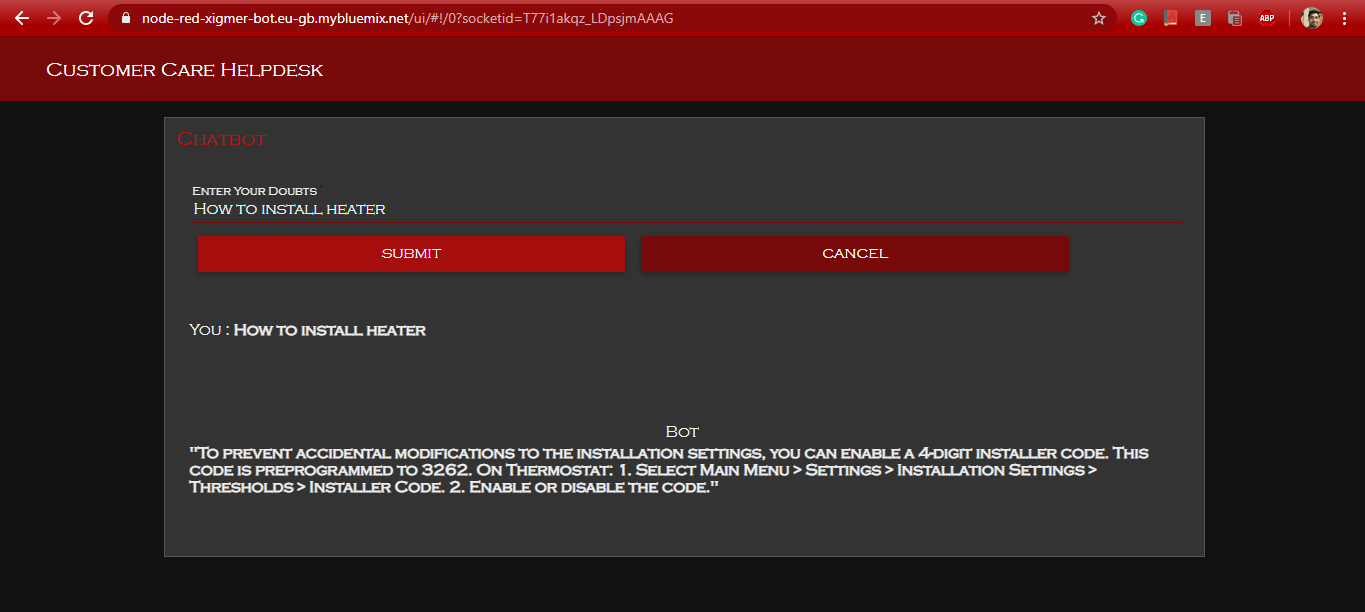 node-red-xigmer-bot.eu-gb.mybluemix.net/ui/#!/0?socketid=T77i1akqz_LDpsjmAAAG
G
E
ABP
Customer Care Helpdesk
Chatbot
Enter Your Doubts
How to install heater
SUBMIT
CANCEL
You : How to install heater
Bot
"To prevent accidental modifications to the installation settings, you can enable a 4-digit installer code. This
code is preprogrammed to 3262. On Thermostat: 1. Select Main Menu > Settings > Installation Settings >
Thresholds > Installer Code. 2. Enable or disable the code."